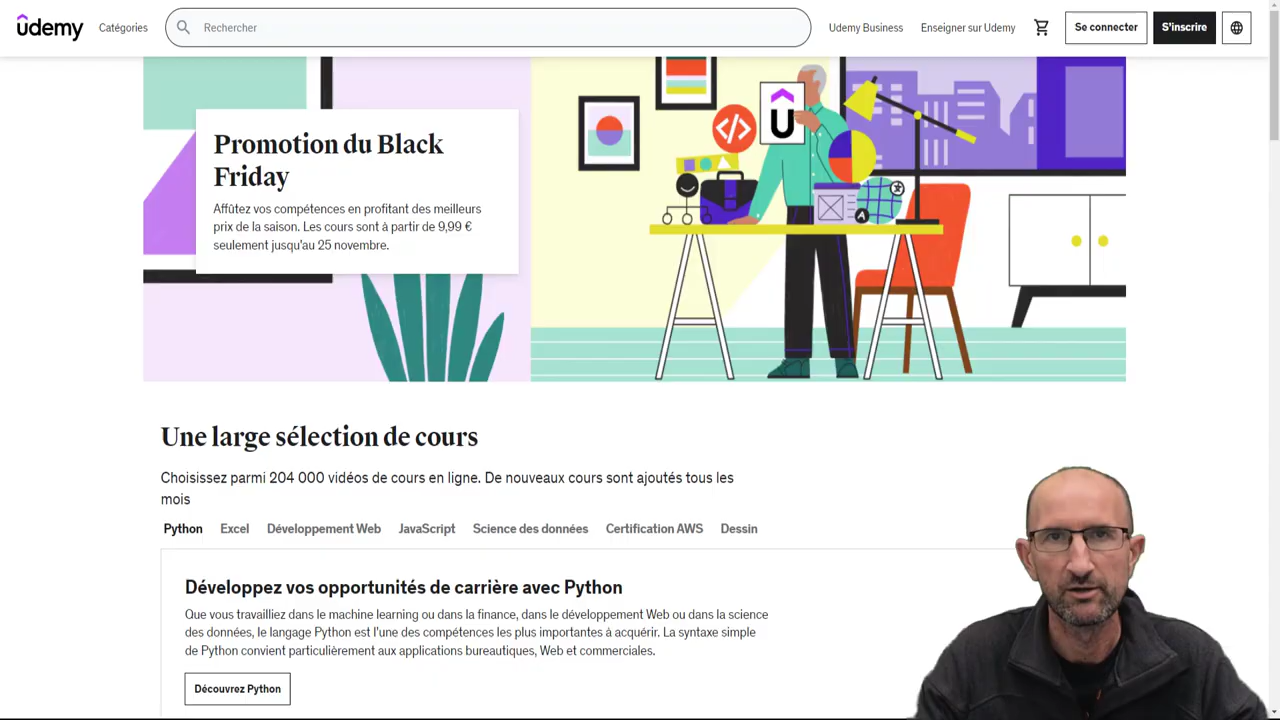 ûdemy
Catégories
Rechercher
Udemy Business
Enseigner sur Udemy
Se connecter
S'inscrire
Promotion du Black
Friday
Affûtez vos compétences en profitant des meilleurs
prix de la saison. Les cours sont à partir de 9,99 €
seulement jusqu'au 25 novembre.
U
A
Une large sélection de cours
Choisissez parmi 204 000 vidéos de cours en ligne. De nouveaux cours sont ajoutés tous les
mois
Python Excel Développement Web JavaScript Science des données Certification AWS Dessin
Développez vos opportunités de carrière avec Python
Que vous travailliez dans le machine learning ou dans la finance, dans le développement Web ou dans la science
des données, le langage Python est l'une des compétences les plus importantes à acquérir. La syntaxe simple
de Python convient particulièrement aux applications bureautiques, Web et commerciales.
Découvrez Python